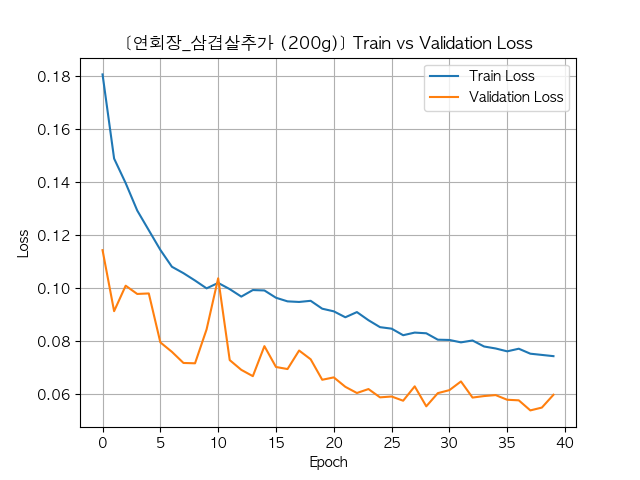 [연회장_삼겹살추가 (200g)] Train vs Validation Loss
Train Loss
Validation Loss
Loss
0.18
0.16
0.14
0.12
0.10
0.08
0.06
0 5 10 15 20 25 30 35 40
Epoch